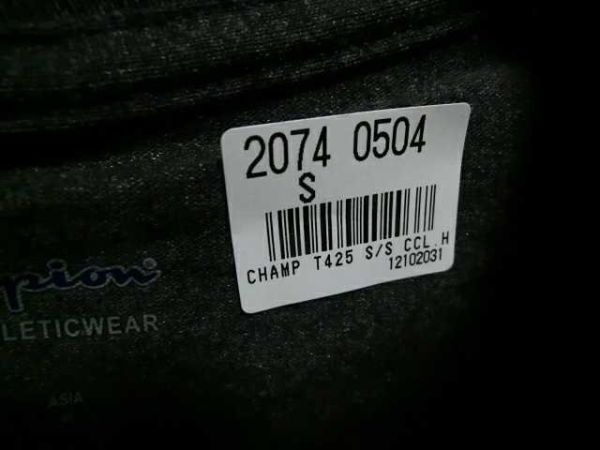 2074 0504
S
CHAMP T425 S/S CCL.H
12102031
pion
LETICWEAR
ASIA